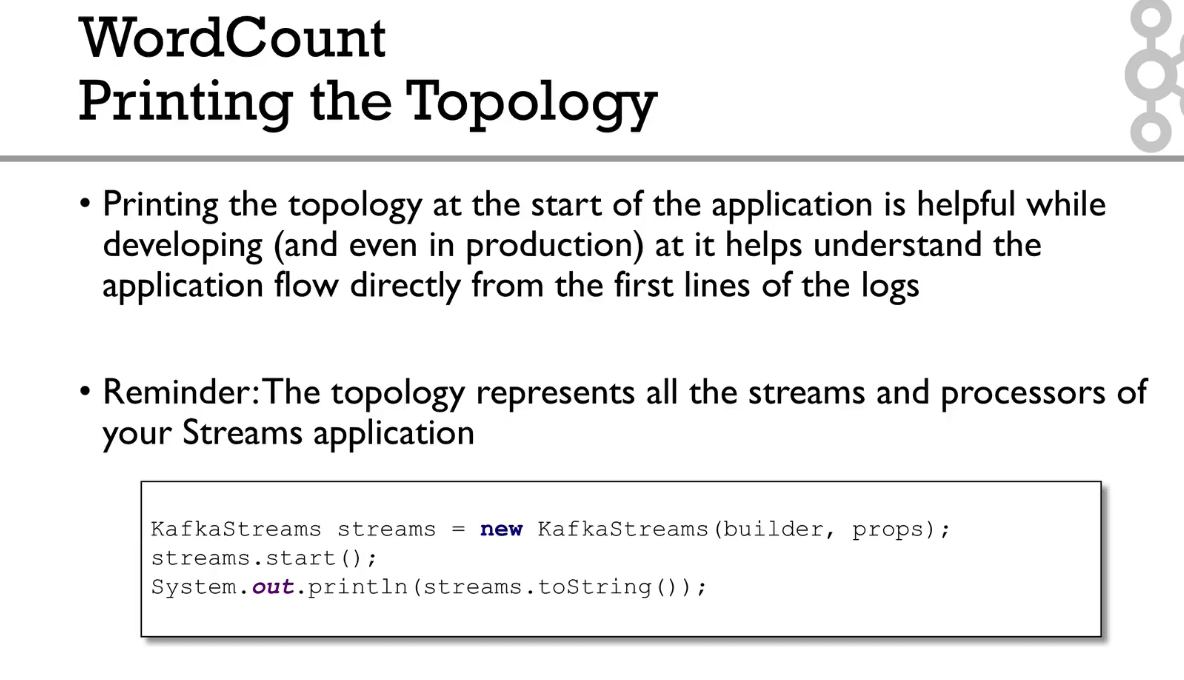 WordCount
Printing the Topology
• Printing the topology at the start of the application is helpful while
developing (and even in production) at it helps understand the
application flow directly from the first lines of the logs
• Reminder: The topology represents all the streams and processors of
your Streams application
KafkaStreams streams = new KafkaStreams(builder, props);
streams.start();
System.out.println(streams.toString());